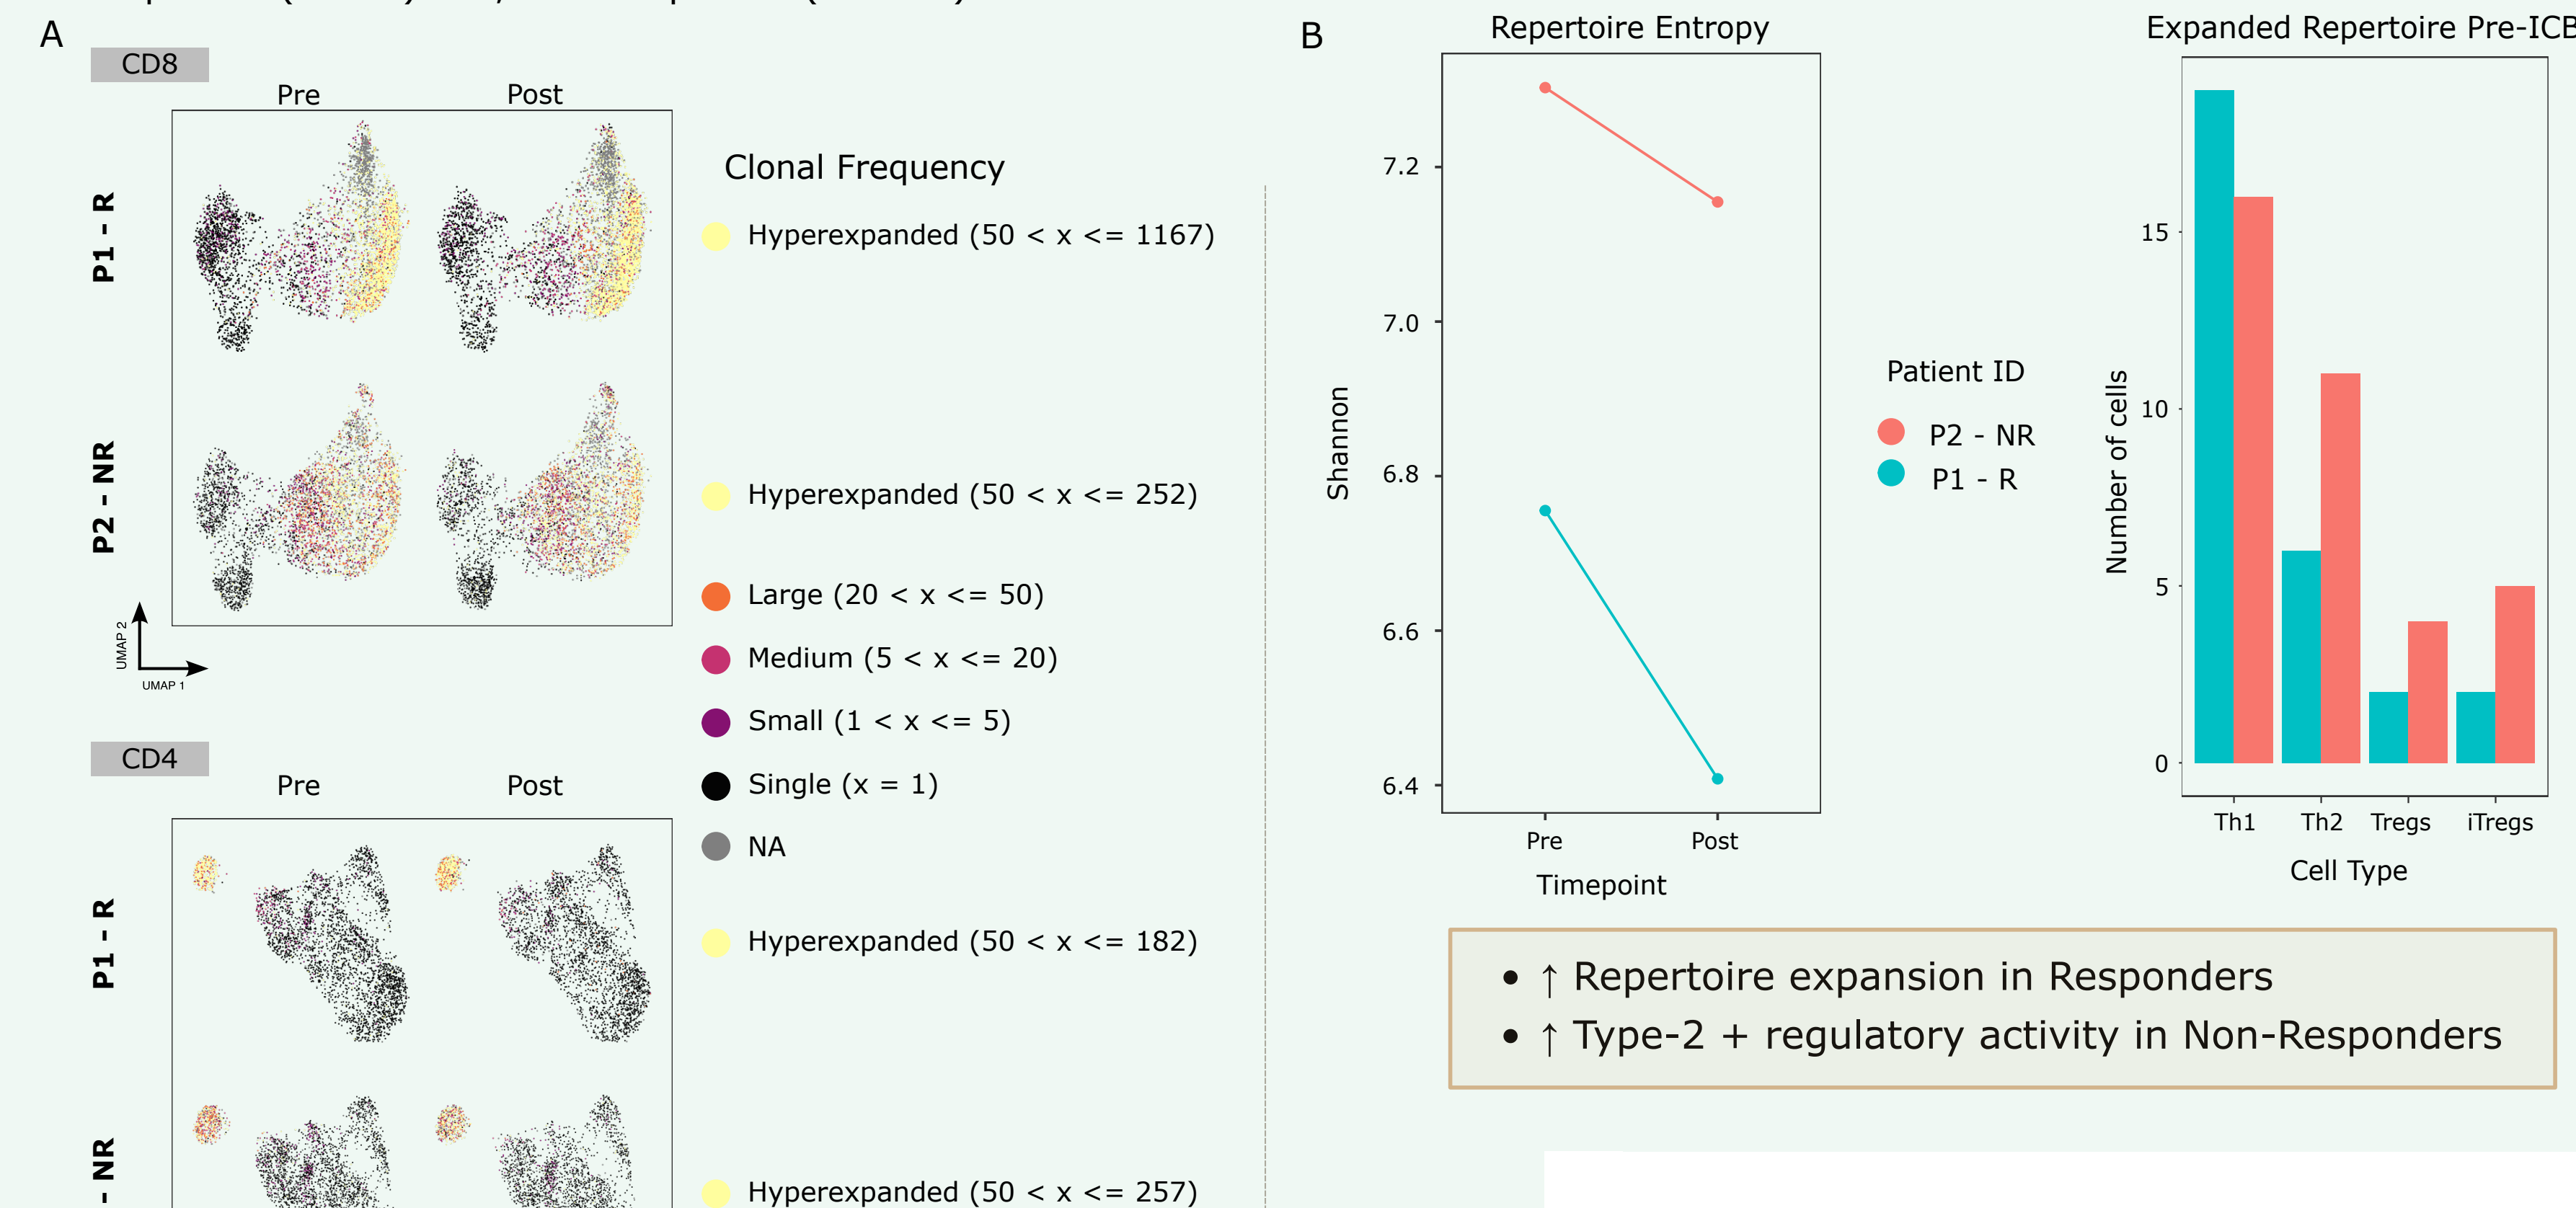 A
CD8
Pre
Post
P1 - R
P2 - NR
UMAP 2
UMAP 1
Clonal Frequency
Hyperexpanded (50 < x <= 1167)
Hyperexpanded (50 < x <= 252)
Large (20 < x <= 50)
Medium (5 < x <= 20)
Small (1 < x <= 5)
Single (x = 1)
NA
Hyperexpanded (50 < x <= 182)
Hyperexpanded (50 < x <= 257)
CD4
Pre
Post
P1 - R
- NR
B
Repertoire Entropy
Shannon
7.2
7.0
6.8
6.6
6.4
Pre
Post
Timepoint
Patient ID
P2 - NR
P1 - R
Expanded Repertoire Pre-ICB
Number of cells
15
10
5
0
Th1
Th2
Tregs
iTregs
Cell Type
• ↑ Repertoire expansion in Responders
• ↑ Type-2 + regulatory activity in Non-Responders